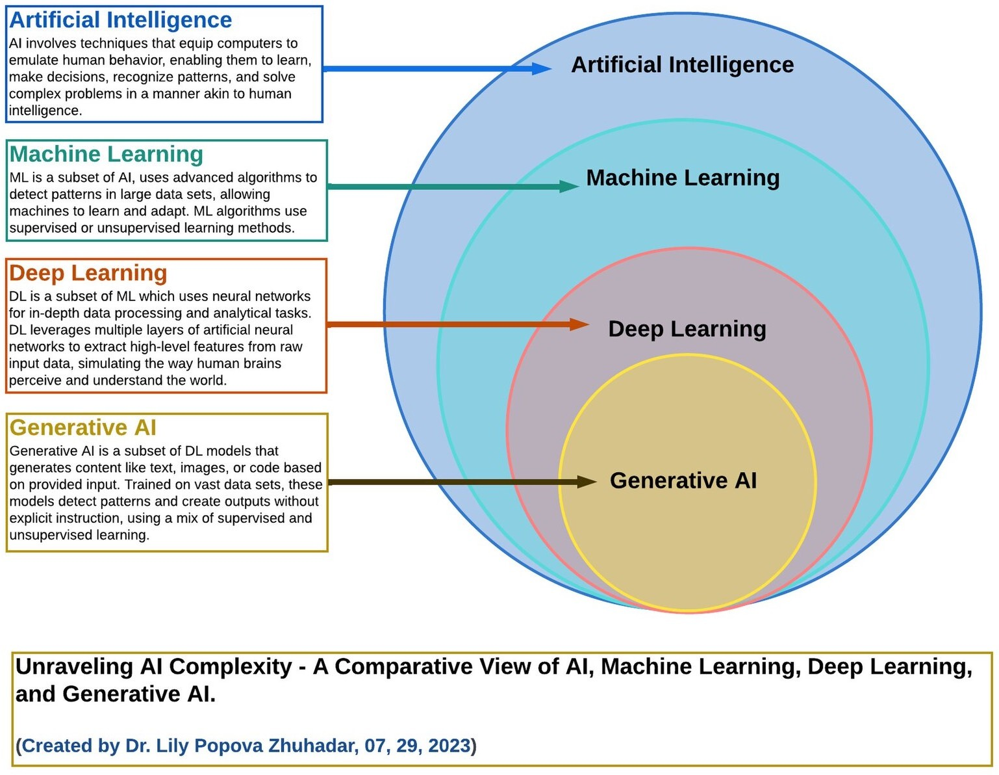 Artificial Intelligence
AI involves techniques that equip computers to
emulate human behavior, enabling them to learn,
make decisions, recognize patterns, and solve
complex problems in a manner akin to human
intelligence.
Machine Learning
ML is a subset of AI, uses advanced algorithms to
detect patterns in large data sets, allowing
machines to learn and adapt. ML algorithms use
supervised or unsupervised learning methods.
Deep Learning
DL is a subset of ML which uses neural networks
for in-depth data processing and analytical tasks.
DL leverages multiple layers of artificial neural
networks to extract high-level features from raw
input data, simulating the way human brains
perceive and understand the world.
Generative AI
Generative AI is a subset of DL models that
generates content like text, images, or code based
on provided input. Trained on vast data sets, these
models detect patterns and create outputs without
explicit instruction, using a mix of supervised and
unsupervised learning.
Artificial Intelligence
Machine Learning
Deep Learning
Generative AI
Unraveling AI Complexity - A Comparative View of AI, Machine Learning, Deep Learning,
and Generative AI.
(Created by Dr. Lily Popova Zhuhadar, 07, 29, 2023)